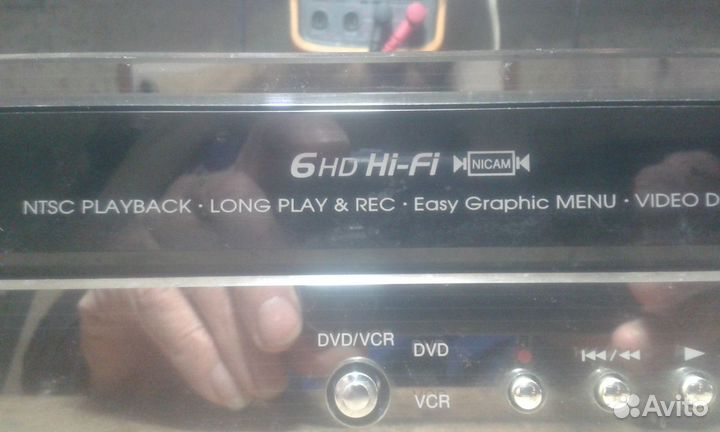 6HD Hi-Fi NICAM
NTSC PLAYBACK · LONG PLAY & REC · Easy Graphic MENU · VIDEO D
DVD/VCR DVD
VCR
Avito